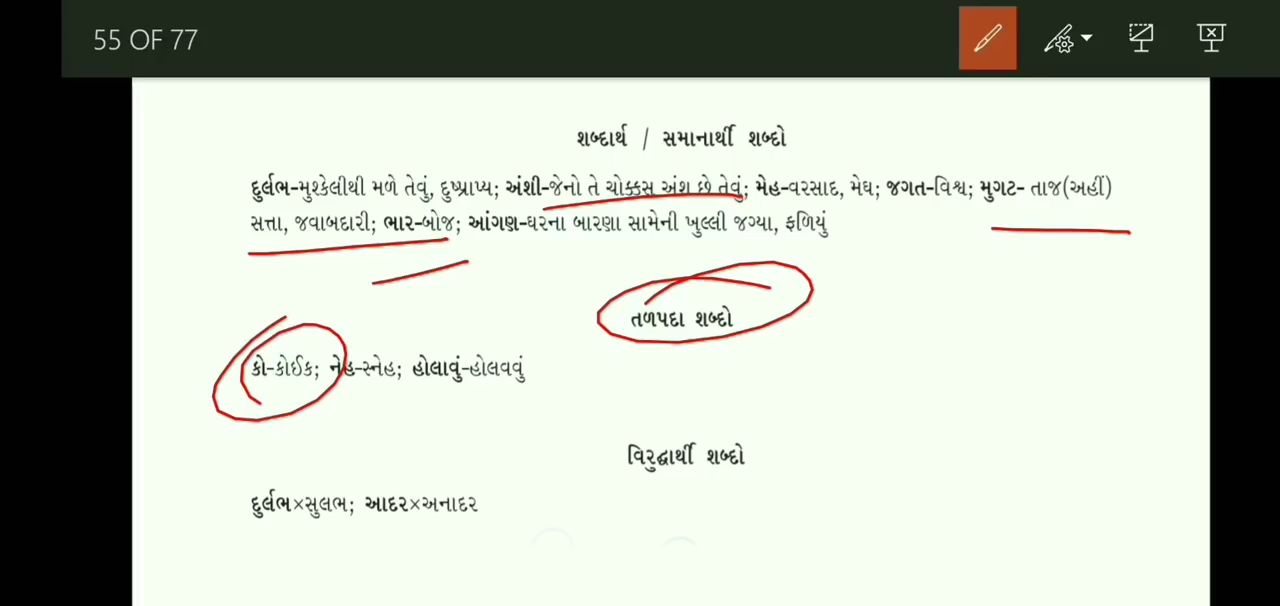 55 OF 77
શબ્દાર્થ / સમાનાર્થી શબ્દો
દુર્લભ-મુશ્કેલીથી મળે તેવું, દુષ્પ્રાપ્ય; અંશી-જેનો તે ચોક્કસ અંશ છે તેવું; મેહ-વરસાદ, મેઘ; જગત-વિશ્વ; મુગટ- તાજ(અહીં)
સત્તા, જવાબદારી; ભાર-બોજ; આંગણ-ઘરના બારણા સામેની ખુલ્લી જગ્યા, ફળિયું
તળપદા શબ્દો
કો-કોઈક; નેહ-સ્નેહ; હોલાવું-હોલવવું
વિરુદ્ધાર્થી શબ્દો
દુર્લભ×સુલભ; આદર×અનાદર